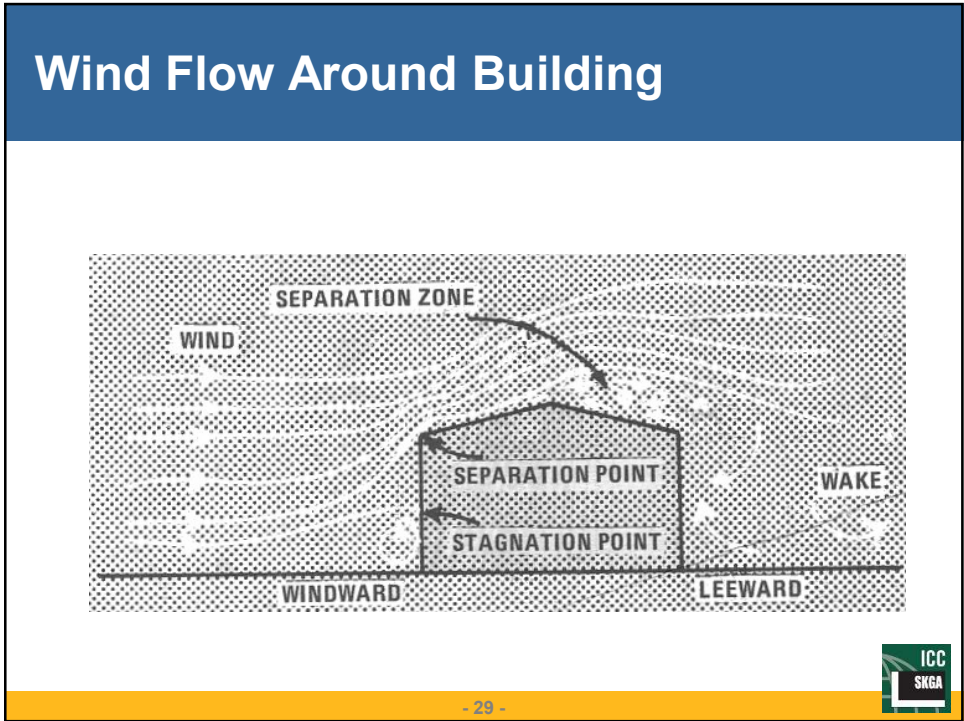 Wind Flow Around Building
SEPARATION ZONE
WIND
SEPARATION POINT
WAKE
STAGNATION POINT
WINDWARD
LEEWARD
ICC
SKGA
- 29 -